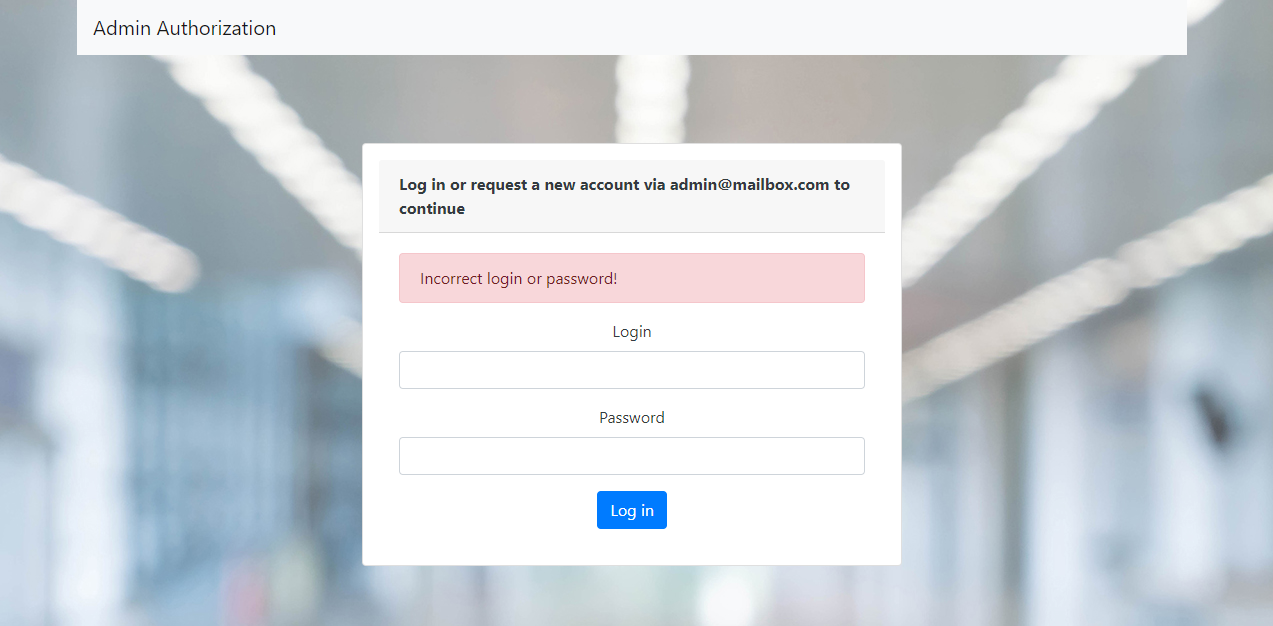 Admin Authorization
Log in or request a new account via admin@mailbox.com to
continue
Incorrect login or password!
Login
Password
Log in